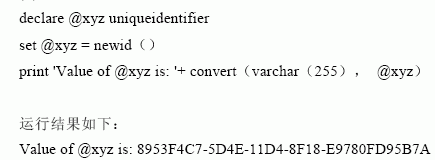 declare @xyz uniqueidentifier
set @xyz = newid（）
print 'Value of @xyz is: '+ convert（varchar（255）， @xyz）
运行结果如下：
Value of @xyz is: 8953F4C7-5D4E-11D4-8F18-E9780FD95B7A